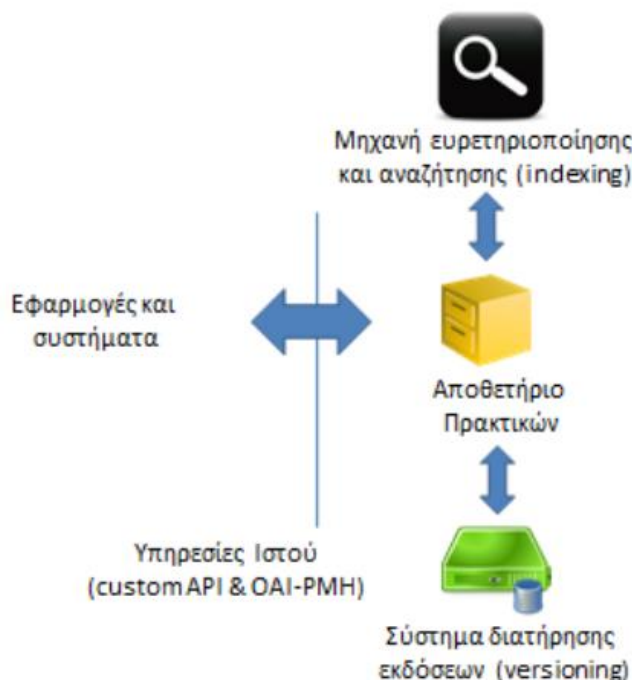 Μηχανή ευρετηριοποίησης
και αναζήτησης (indexing)
Εφαρμογές και
συστήματα
Αποθετήριο
Πρακτικών
Υπηρεσίες Ιστού
(custom API & OAI-PMH)
Σύστημα διατήρησης
εκδόσεων (versioning)